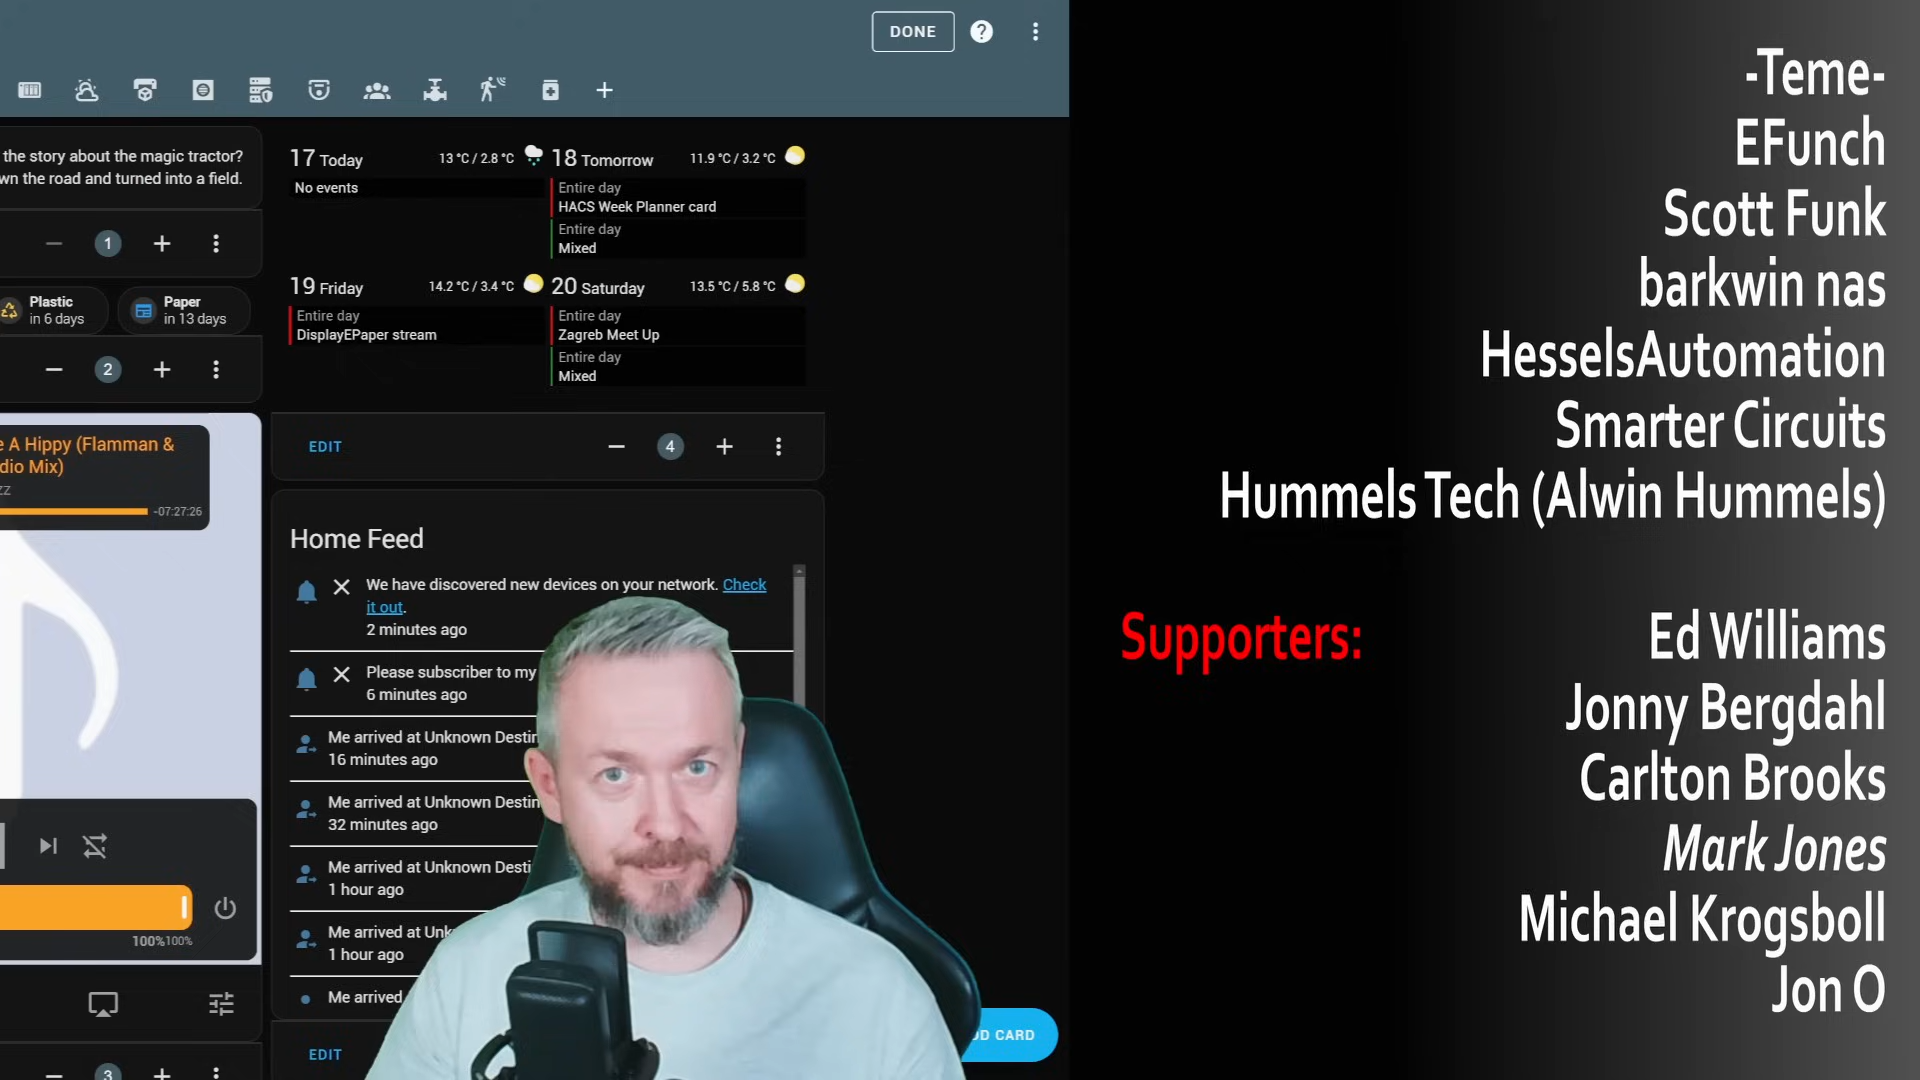 DONE
the story about the magic tractor?
wn the road and turned into a field.
1
Plastic
in 6 days
Paper
in 13 days
2
e A Hippy (Flamman &
dio Mix)
ZZ
-07:27:26
100%100%
3
17 Today 13 °C / 2.8 °C
No events
18 Tomorrow 11.9 °C / 3.2 °C
Entire day
HACS Week Planner card
Entire day
Mixed
19 Friday 14.2 °C / 3.4 °C
Entire day
DisplayEPaper stream
20 Saturday 13.5 °C / 5.8 °C
Entire day
Zagreb Meet Up
Entire day
Mixed
EDIT
4
Home Feed
We have discovered new devices on your network. Check
it out.
2 minutes ago
Please subscriber to my
6 minutes ago
Me arrived at Unknown Destin
16 minutes ago
Me arrived at Unknown Destin
32 minutes ago
Me arrived at Unknown Desti
1 hour ago
Me arrived at Unk
1 hour ago
Me arrived
EDIT
DD CARD
-Teme-
EFunch
Scott Funk
barkwin nas
HesselsAutomation
Smarter Circuits
Hummels Tech (Alwin Hummels)
Supporters:
Ed Williams
Jonny Bergdahl
Carlton Brooks
Mark Jones
Michael Krogsboll
Jon O